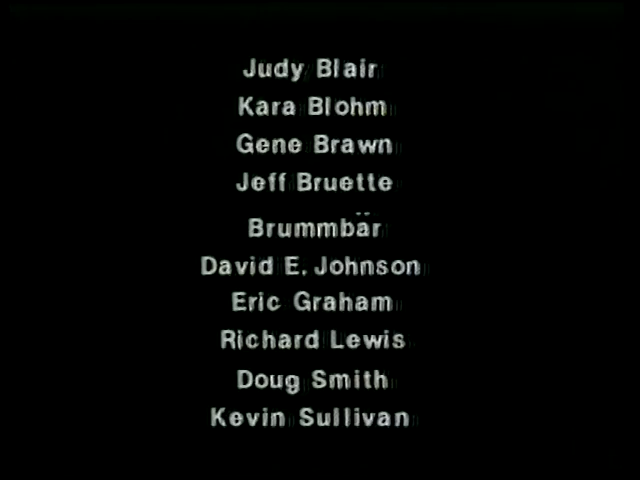 Judy Blair
Kara Blohm
Gene Brawn
Jeff Bruette
Brummbär
David E. Johnson
Eric Graham
Richard Lewis
Doug Smith
Kevin Sullivan